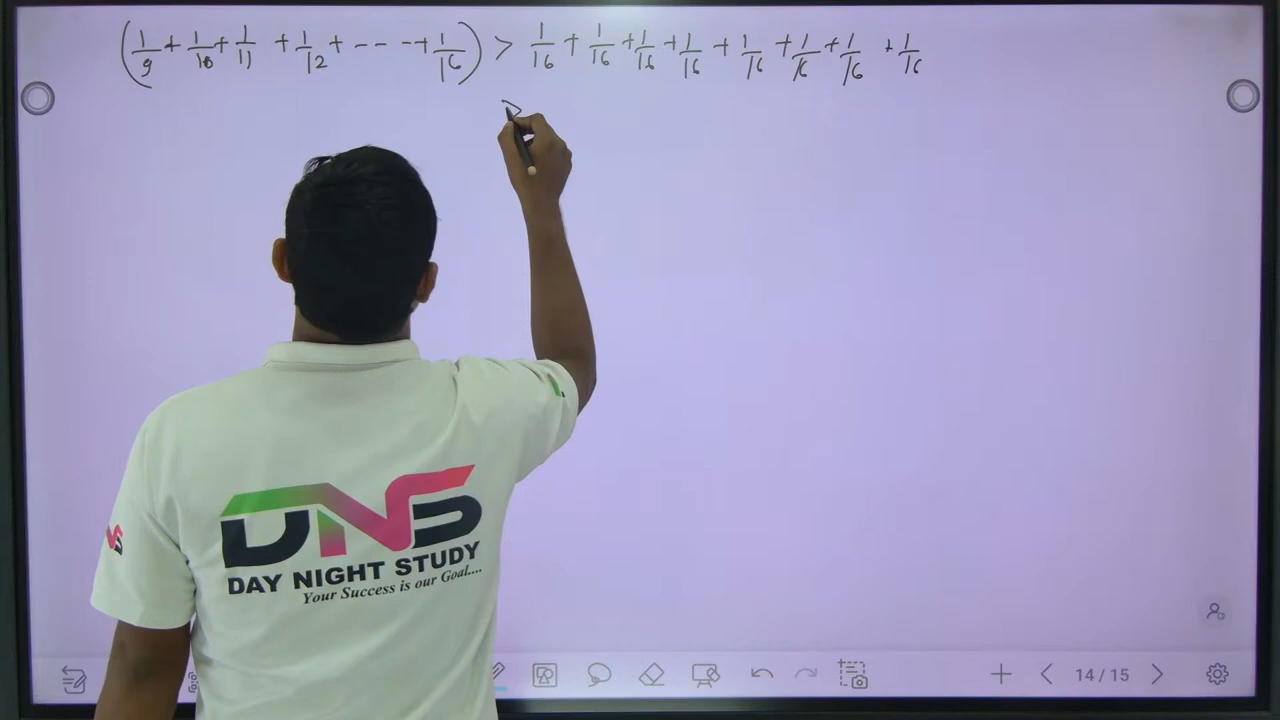 (1/9 + 1/10 + 1/11 + 1/12 + - - - + 1/16) > 1/16 + 1/16 + 1/16 + 1/16 + 1/16 + 1/16 + 1/16 + 1/16
>
DNS
DAY NIGHT STUDY
Your Success is our Goal....
14/15